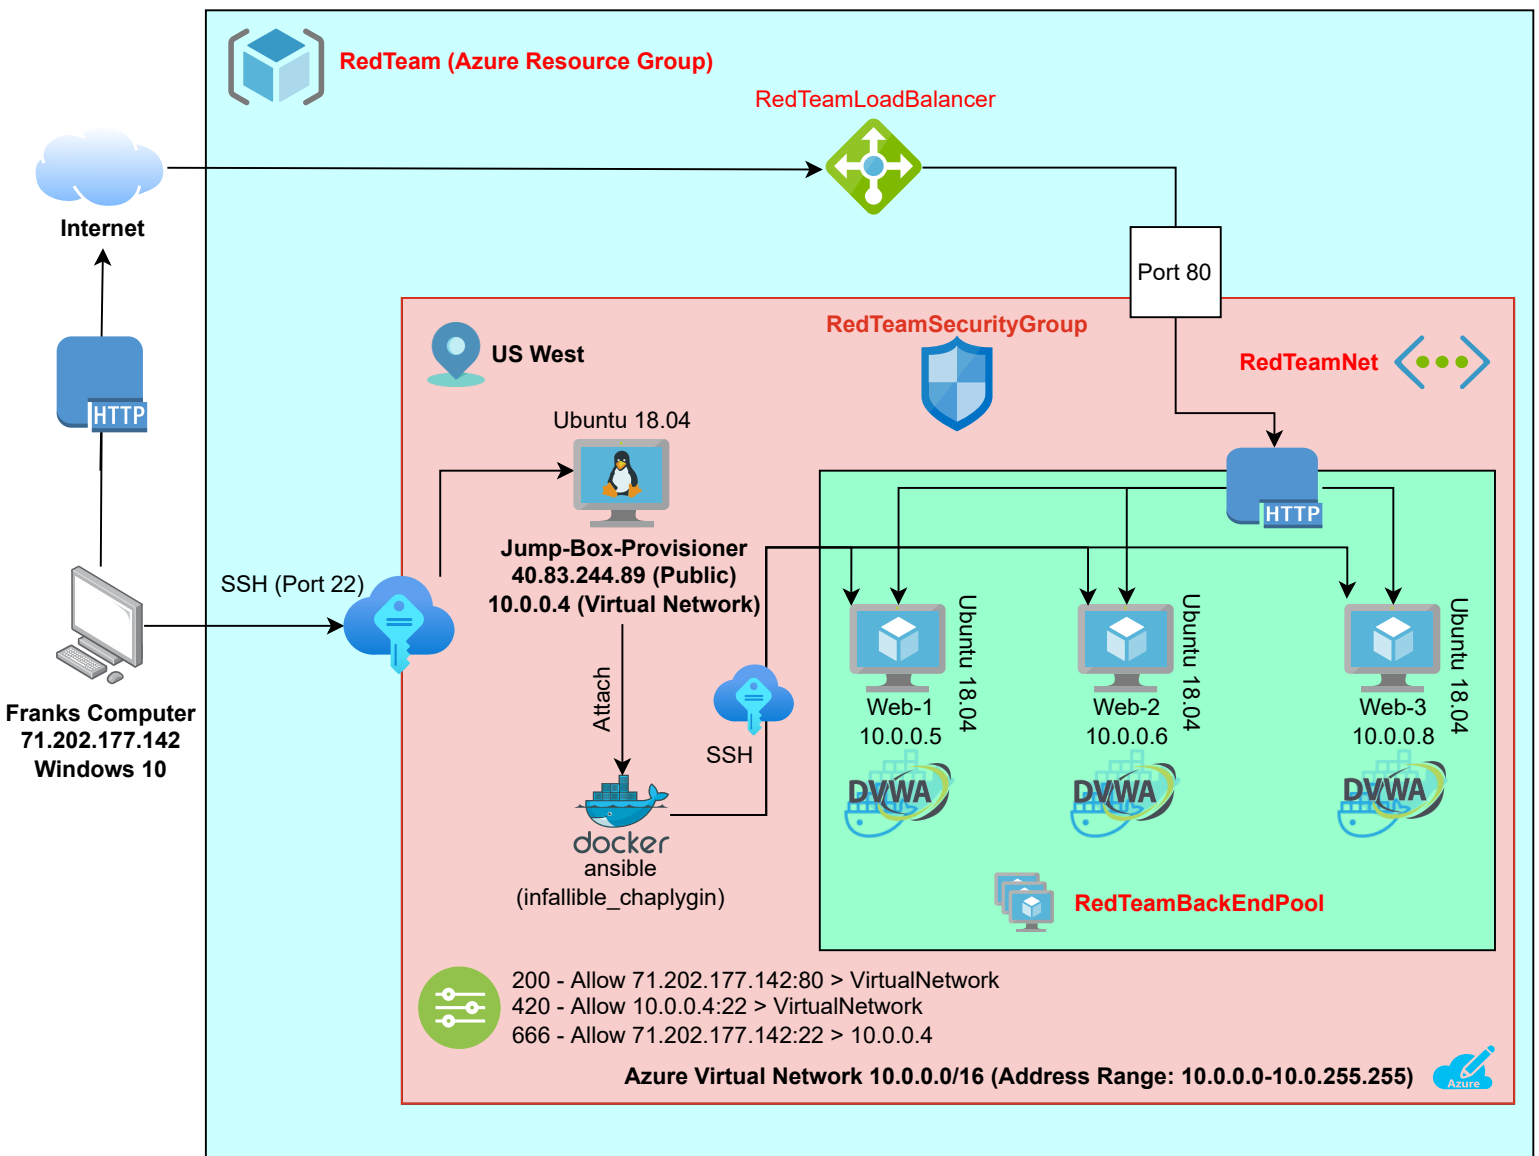 RedTeam (Azure Resource Group)
RedTeamLoadBalancer
Internet
Port 80
HTTP
RedTeamSecurityGroup
US West
RedTeamNet
Ubuntu 18.04
HTTP
Jump-Box-Provisioner
40.83.244.89 (Public)
10.0.0.4 (Virtual Network)
SSH (Port 22)
Franks Computer
71.202.177.142
Windows 10
Attach
SSH
docker
ansible
(infallible_chaplygin)
Ubuntu 18.04
Web-1
10.0.0.5
DVWA
Ubuntu 18.04
Web-2
10.0.0.6
DVWA
Ubuntu 18.04
Web-3
10.0.0.8
DVWA
RedTeamBackEndPool
200 - Allow 71.202.177.142:80 > VirtualNetwork
420 - Allow 10.0.0.4:22 > VirtualNetwork
666 - Allow 71.202.177.142:22 > 10.0.0.4
Azure Virtual Network 10.0.0.0/16 (Address Range: 10.0.0.0-10.0.255.255)
Azure